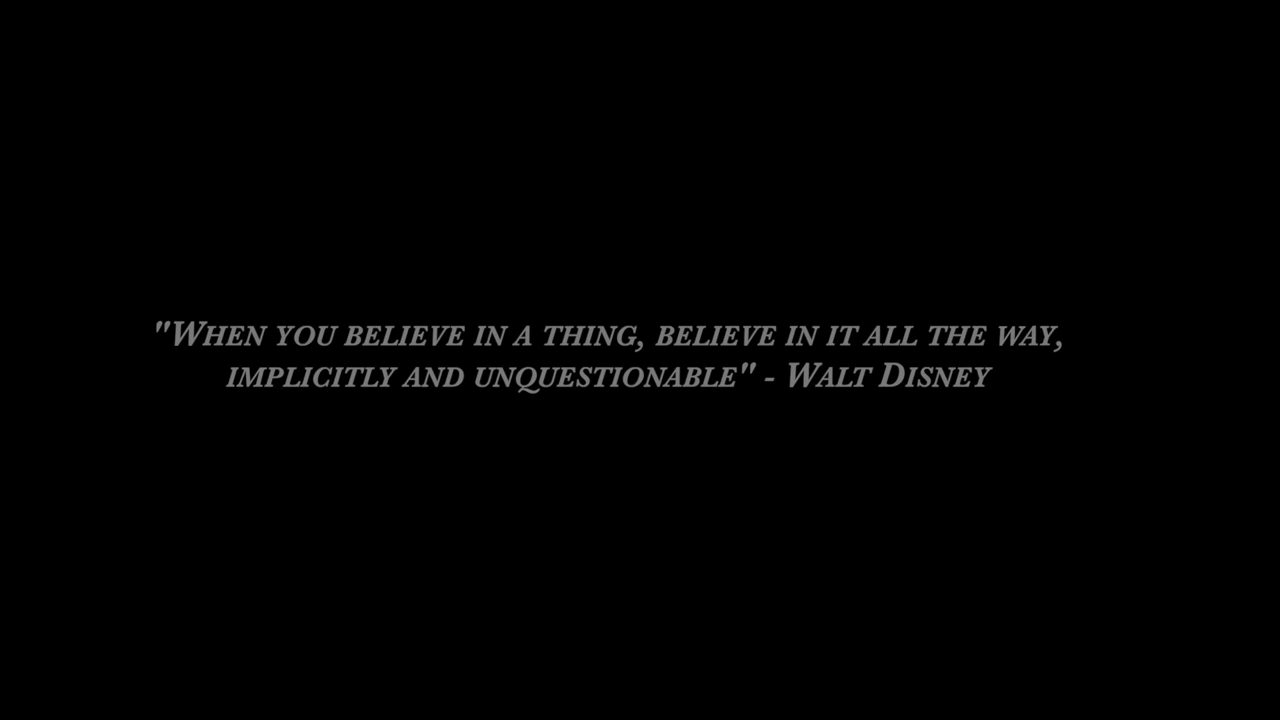 "When you believe in a thing, believe in it all the way,
implicitly and unquestionable" - Walt Disney